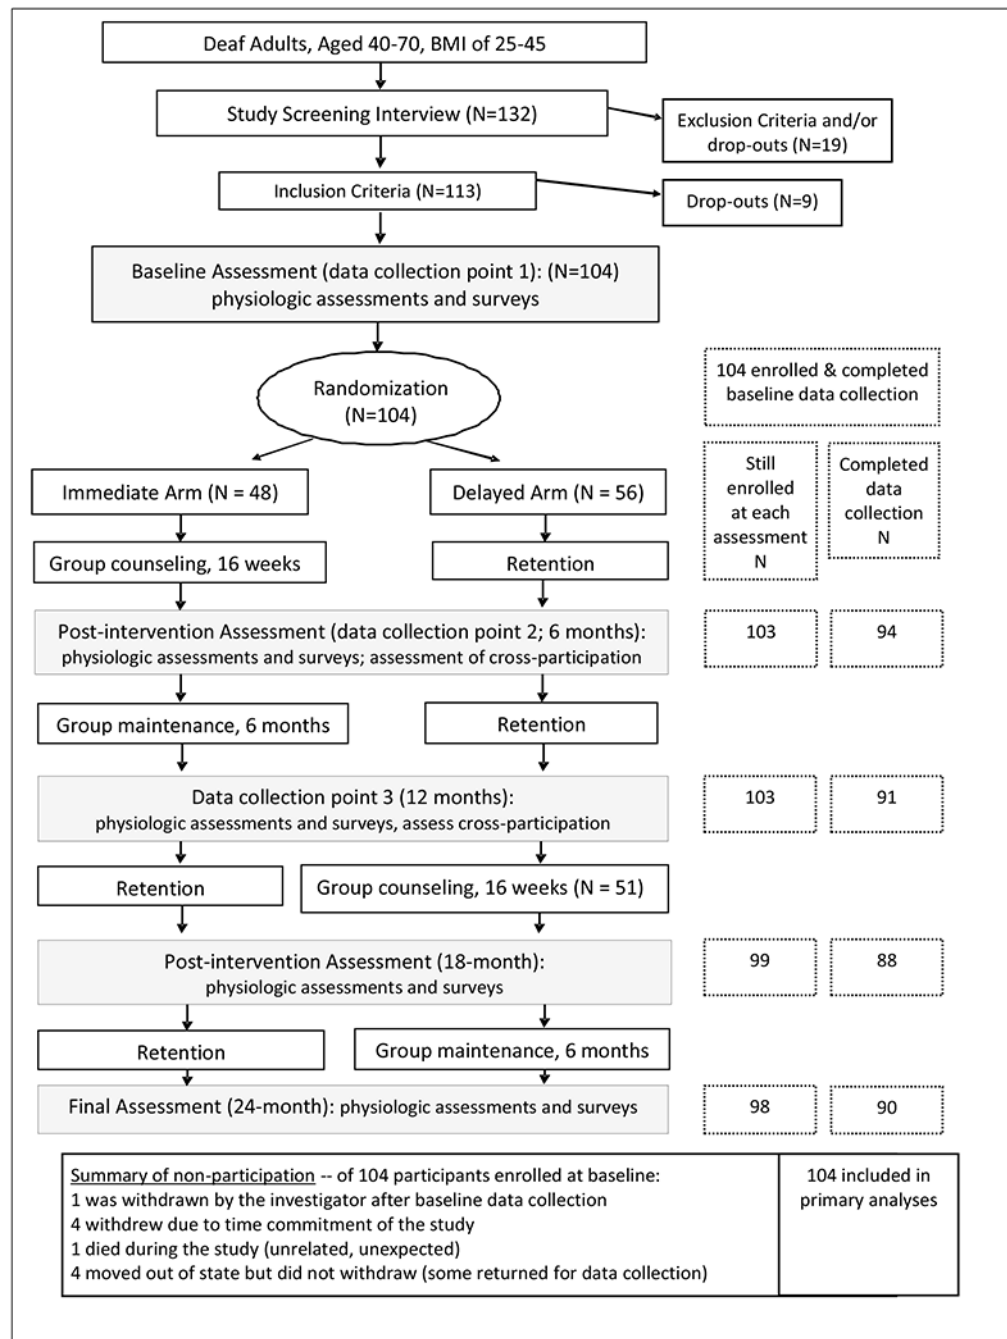 Deaf Adults, Aged 40-70, BMI of 25-45
Study Screening Interview (N=132)
Exclusion Criteria and/or
drop-outs (N=19)
Inclusion Criteria (N=113)
Drop-outs (N=9)
Baseline Assessment (data collection point 1): (N=104)
physiologic assessments and surveys
104 enrolled & completed
baseline data collection
Randomization
(N=104)
Still
enrolled
at each
assessment
N
Completed
data
collection
N
Immediate Arm (N = 48)
Delayed Arm (N = 56)
Group counseling, 16 weeks
Retention
Post-intervention Assessment (data collection point 2; 6 months):
physiologic assessments and surveys; assessment of cross-participation
103
94
Group maintenance, 6 months
Retention
Data collection point 3 (12 months):
physiologic assessments and surveys, assess cross-participation
103
91
Retention
Group counseling, 16 weeks (N = 51)
Post-intervention Assessment (18-month):
physiologic assessments and surveys
99
88
Retention
Group maintenance, 6 months
Final Assessment (24-month): physiologic assessments and surveys
98
90
Summary of non-participation -- of 104 participants enrolled at baseline:
1 was withdrawn by the investigator after baseline data collection
4 withdrew due to time commitment of the study
1 died during the study (unrelated, unexpected)
4 moved out of state but did not withdraw (some returned for data collection)
104 included in
primary analyses